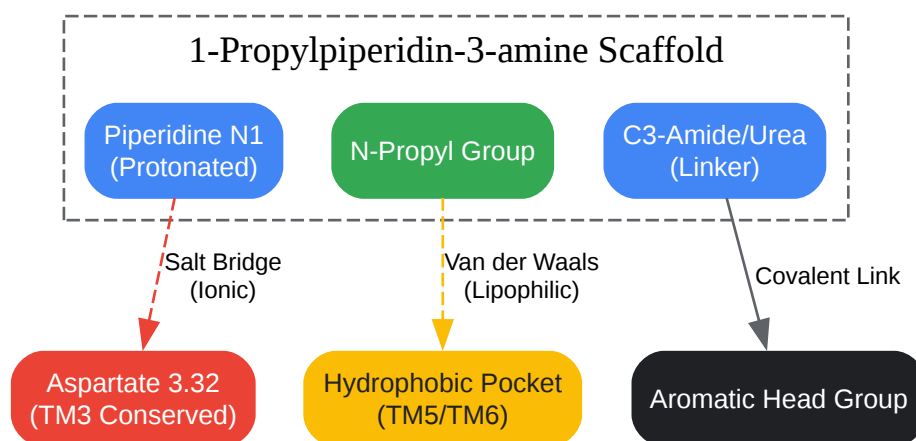 1-Propylpiperidin-3-amine Scaffold
Piperidine N1
(Protonated)
N-Propyl Group
C3-Amide/Urea
(Linker)
Salt Bridge
(Ionic)
Van der Waals
(Lipophilic)
Covalent Link
Aspartate 3.32
(TM3 Conserved)
Hydrophobic Pocket
(TM5/TM6)
Aromatic Head Group